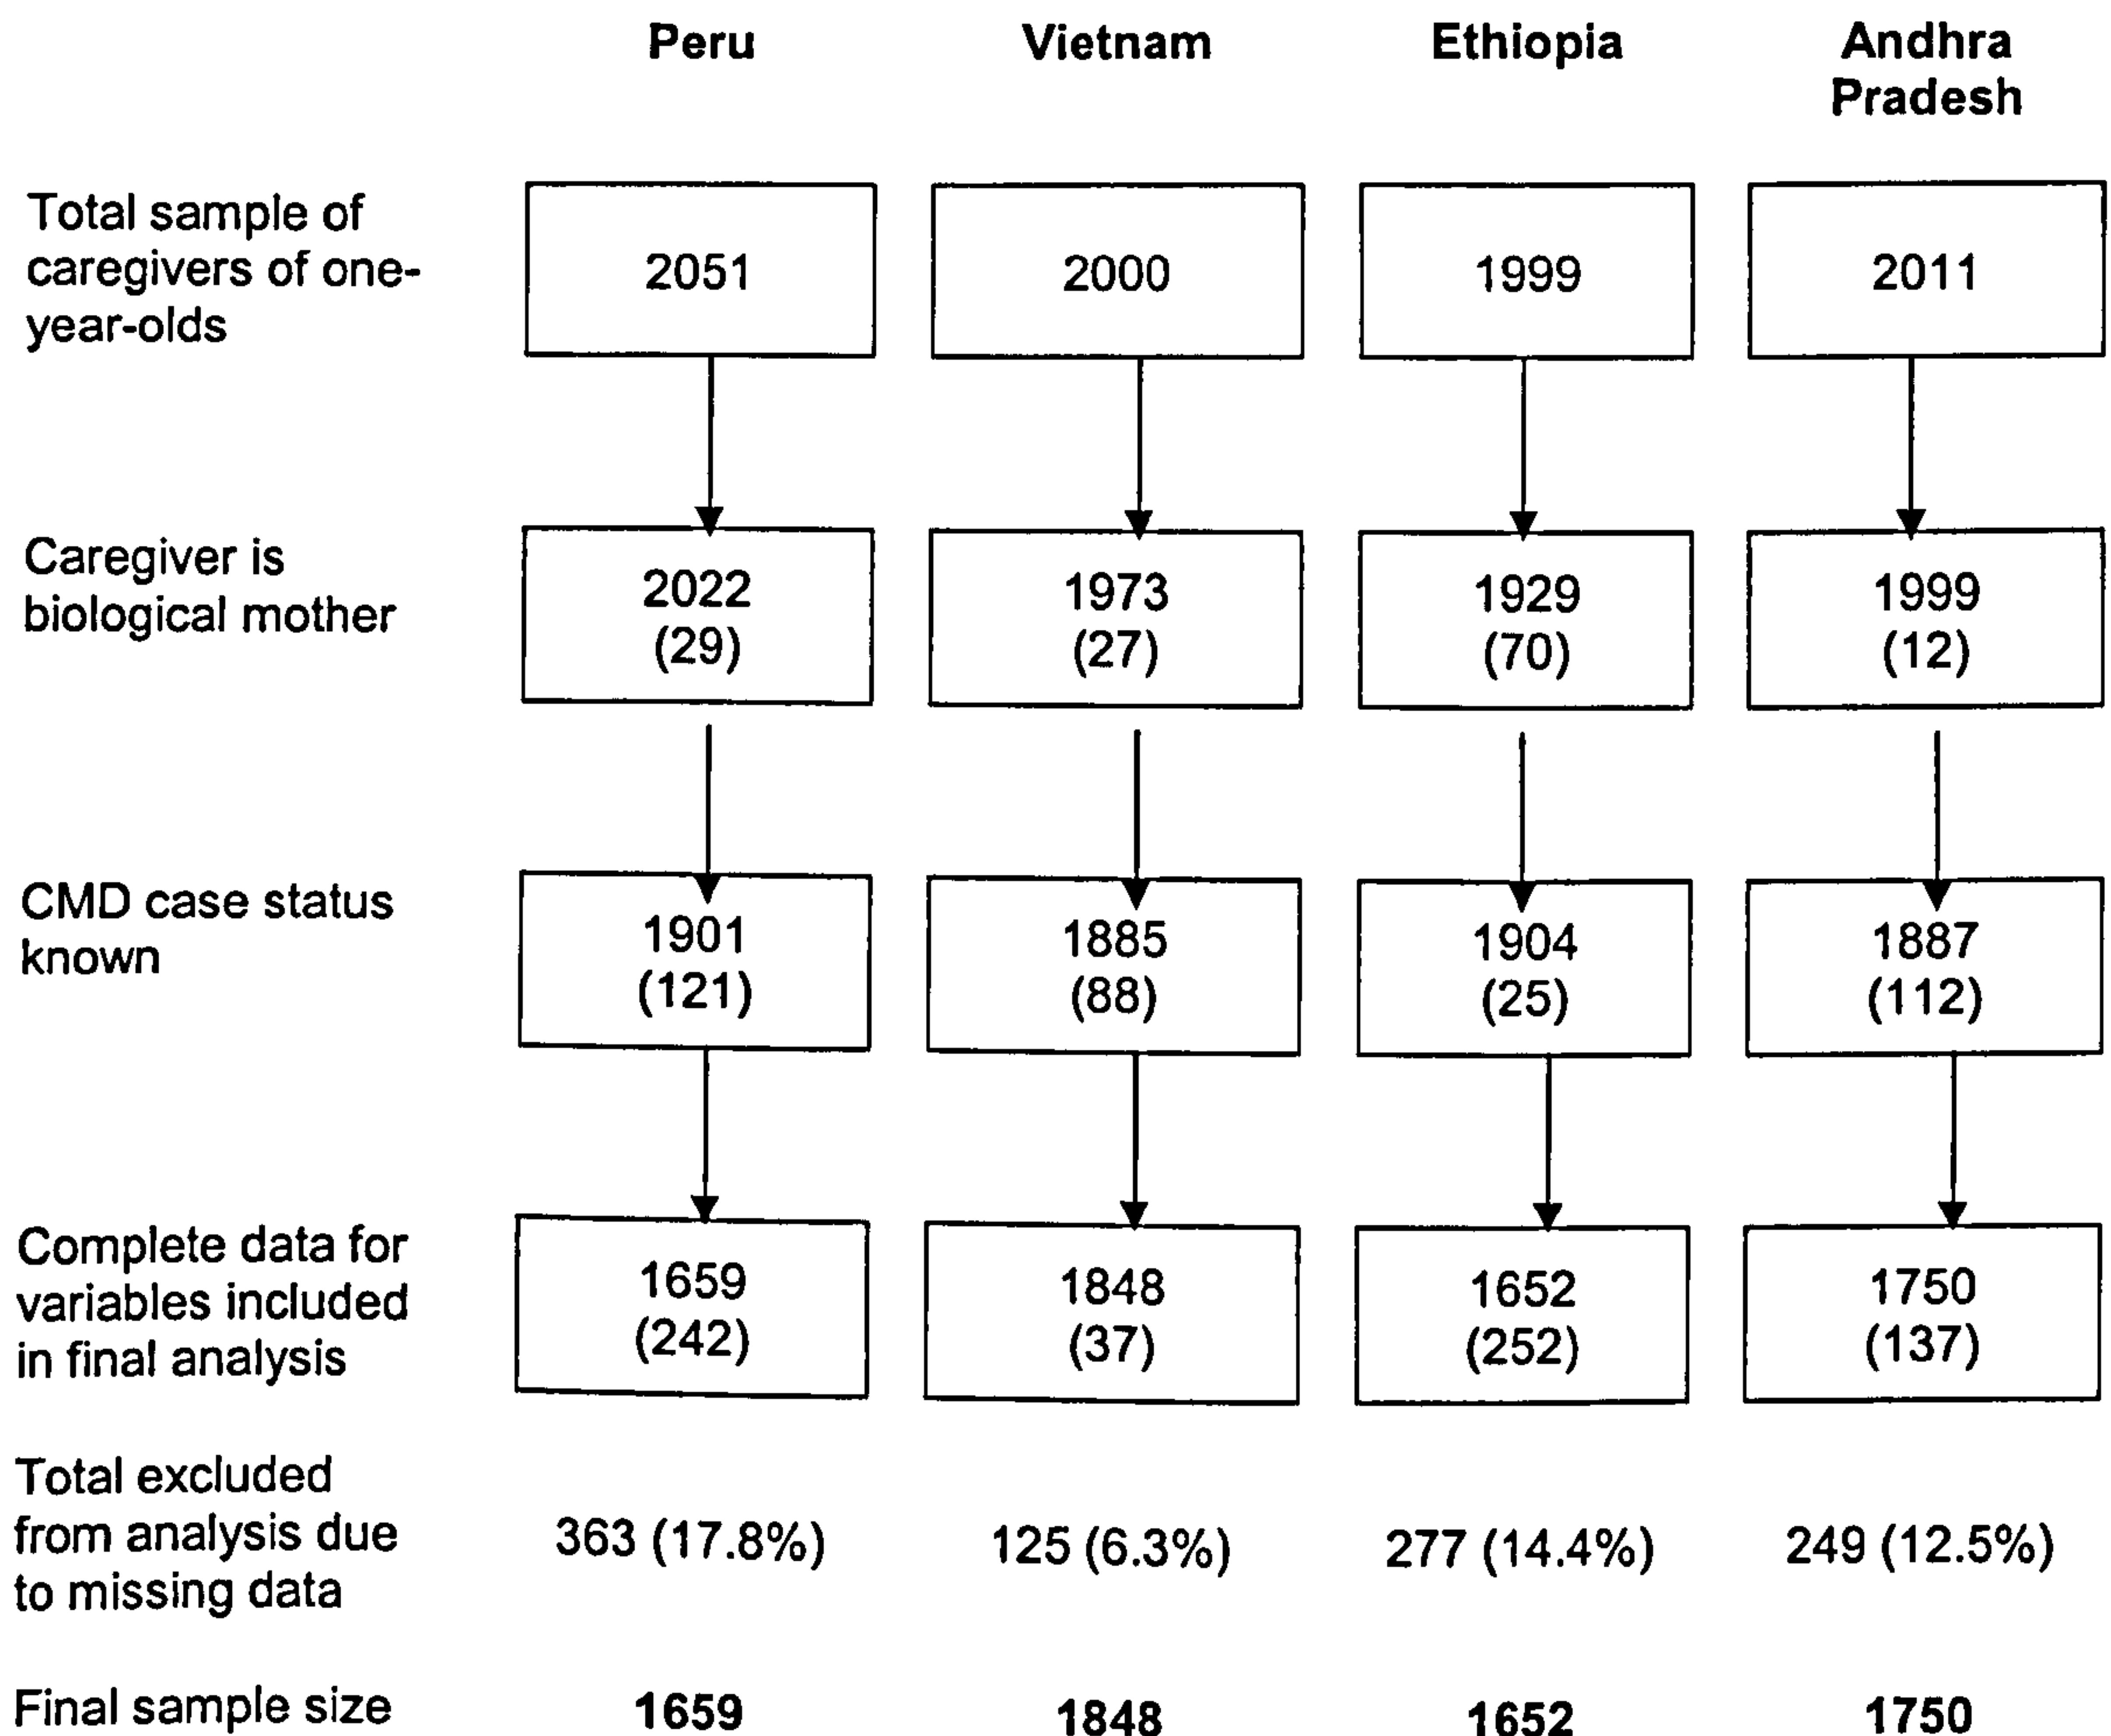 Peru Vietnam Ethiopia Andhra
Pradesh
Total sample of
caregivers of one-
year-olds
2051 2000 1999 2011
Caregiver is
biological mother
2022 1973 1929 1999
(29) (27) (70) (12)
CMD case status
known
1901 1885 1904 1887
(121) (88) (25) (112)
Complete data for
variables included
in final analysis
1659 1848 1652 1750
(242) (37) (252) (137)
Total excluded
from analysis due
to missing data
363 (17.8%) 125 (6.3%) 277 (14.4%) 249 (12.5%)
Final sample size 1659 1848 1652 1750